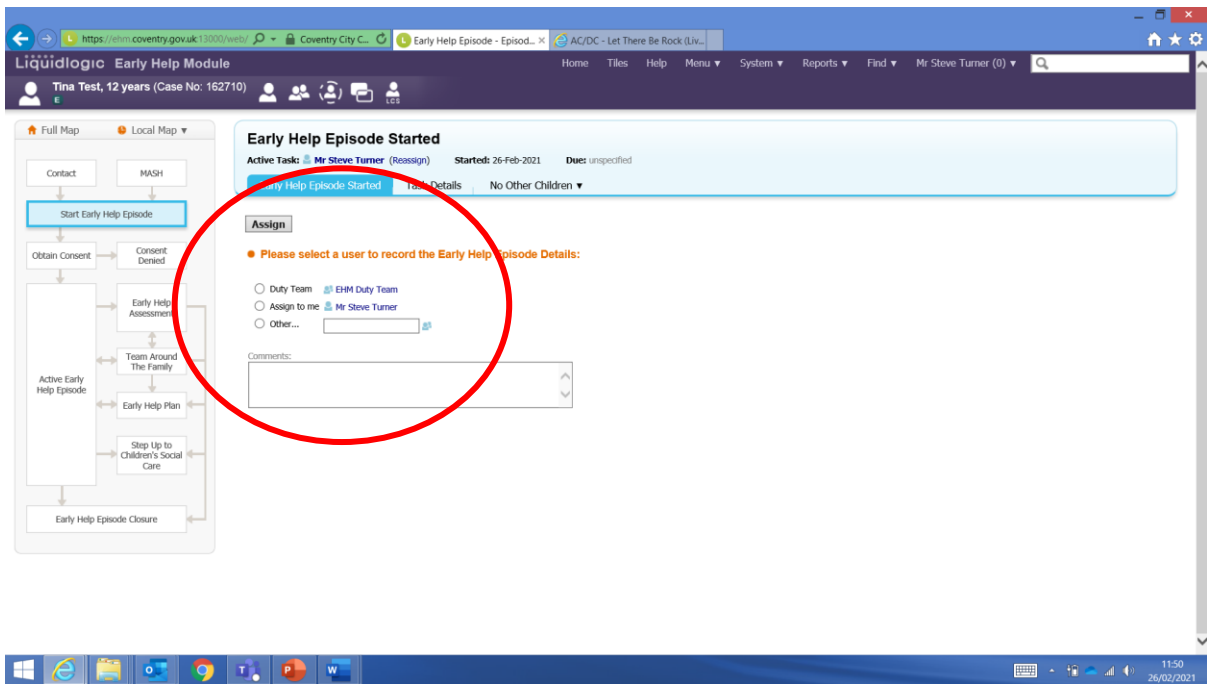 https://ehm.coventry.gov.uk:13000/web/ Coventry City C... Early Help Episode - Episod... × AC/DC - Let There Be Rock (Liv...
Liquidlogic Early Help Module Home Tiles Help Menu ▼ System ▼ Reports ▼ Find ▼ Mr Steve Turner (0) ▼
Tina Test, 12 years (Case No: 162710)
E
LCS
Full Map Local Map ▼
Contact MASH
Start Early Help Episode
Obtain Consent
Consent
Denied
Early Help
Assessment
Team Around
The Family
Active Early
Help Episode
Early Help Plan
Step Up to
Children's Social
Care
Early Help Episode Closure
Early Help Episode Started
Active Task: Mr Steve Turner (Reassign) Started: 26-Feb-2021 Due: unspecified
Early Help Episode Started Task Details No Other Children ▼
Assign
Please select a user to record the Early Help Episode Details:
Duty Team EHM Duty Team
Assign to me Mr Steve Turner
Other...
Comments:
11:50
26/02/2021